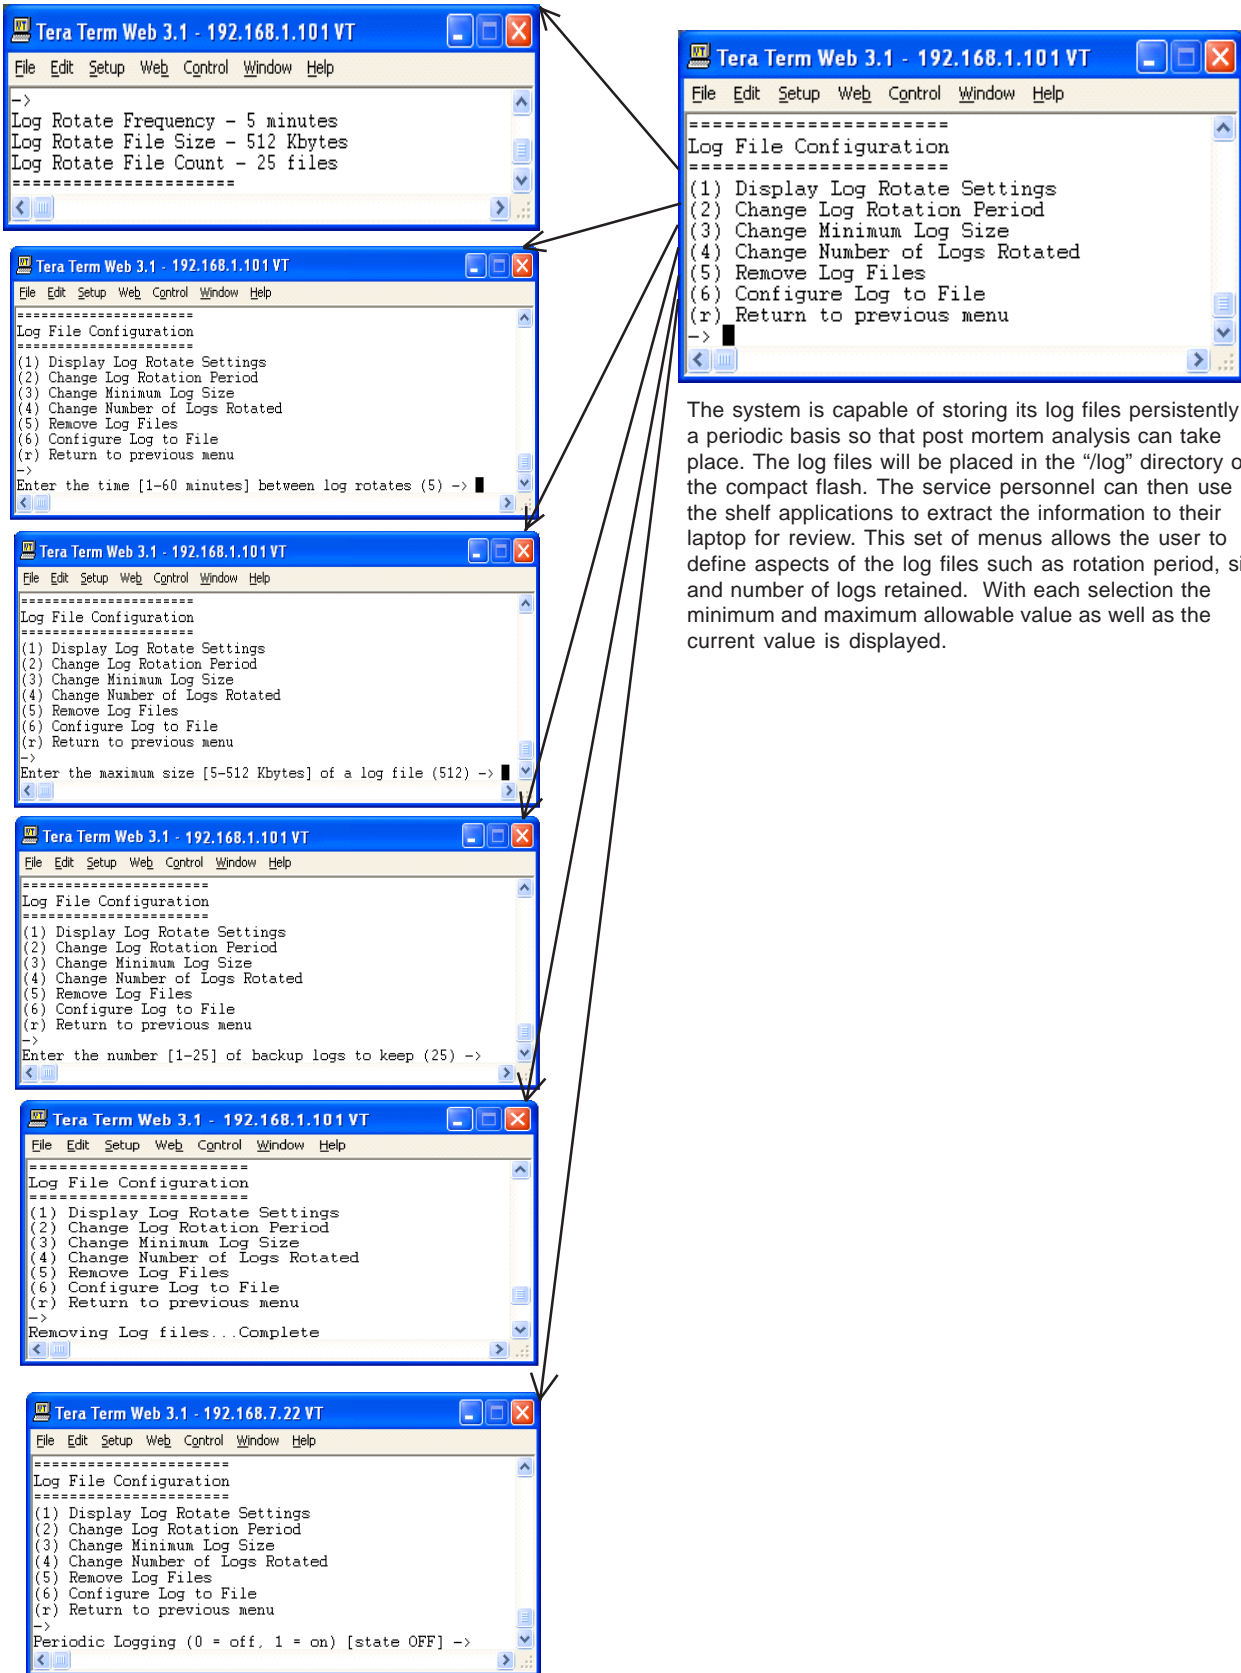 Tera Term Web 3.1 - 192.168.1.101 VT
File Edit Setup Web Control Window Help
->
Log Rotate Frequency - 5 minutes
Log Rotate File Size - 512 Kbytes
Log Rotate File Count - 25 files
======================
Tera Term Web 3.1 - 192.168.1.101 VT
File Edit Setup Web Control Window Help
======================
Log File Configuration
======================
(1) Display Log Rotate Settings
(2) Change Log Rotation Period
(3) Change Minimum Log Size
(4) Change Number of Logs Rotated
(5) Remove Log Files
(6) Configure Log to File
(r) Return to previous menu
->
The system is capable of storing its log files persistently
a periodic basis so that post mortem analysis can take
place. The log files will be placed in the “/log” directory
the compact flash. The service personnel can then use
the shelf applications to extract the information to their
laptop for review. This set of menus allows the user to
define aspects of the log files such as rotation period,
and number of logs retained. With each selection the
minimum and maximum allowable value as well as the
current value is displayed.
Tera Term Web 3.1 - 192.168.1.101 VT
File Edit Setup Web Control Window Help
======================
Log File Configuration
======================
(1) Display Log Rotate Settings
(2) Change Log Rotation Period
(3) Change Minimum Log Size
(4) Change Number of Logs Rotated
(5) Remove Log Files
(6) Configure Log to File
(r) Return to previous menu
->
Enter the time [1-60 minutes] between log rotates (5) ->
Tera Term Web 3.1 - 192.168.1.101 VT
File Edit Setup Web Control Window Help
======================
Log File Configuration
======================
(1) Display Log Rotate Settings
(2) Change Log Rotation Period
(3) Change Minimum Log Size
(4) Change Number of Logs Rotated
(5) Remove Log Files
(6) Configure Log to File
(r) Return to previous menu
->
Enter the maximum size [5-512 Kbytes] of a log file (512) ->
Tera Term Web 3.1 - 192.168.1.101 VT
File Edit Setup Web Control Window Help
======================
Log File Configuration
======================
(1) Display Log Rotate Settings
(2) Change Log Rotation Period
(3) Change Minimum Log Size
(4) Change Number of Logs Rotated
(5) Remove Log Files
(6) Configure Log to File
(r) Return to previous menu
->
Enter the number [1-25] of backup logs to keep (25) ->
Tera Term Web 3.1 - 192.168.1.101 VT
File Edit Setup Web Control Window Help
======================
Log File Configuration
======================
(1) Display Log Rotate Settings
(2) Change Log Rotation Period
(3) Change Minimum Log Size
(4) Change Number of Logs Rotated
(5) Remove Log Files
(6) Configure Log to File
(r) Return to previous menu
->
Removing Log files...Complete
Tera Term Web 3.1 - 192.168.7.22 VT
File Edit Setup Web Control Window Help
======================
Log File Configuration
======================
(1) Display Log Rotate Settings
(2) Change Log Rotation Period
(3) Change Minimum Log Size
(4) Change Number of Logs Rotated
(5) Remove Log Files
(6) Configure Log to File
(r) Return to previous menu
->
Periodic Logging (0 = off, 1 = on) [state OFF] ->